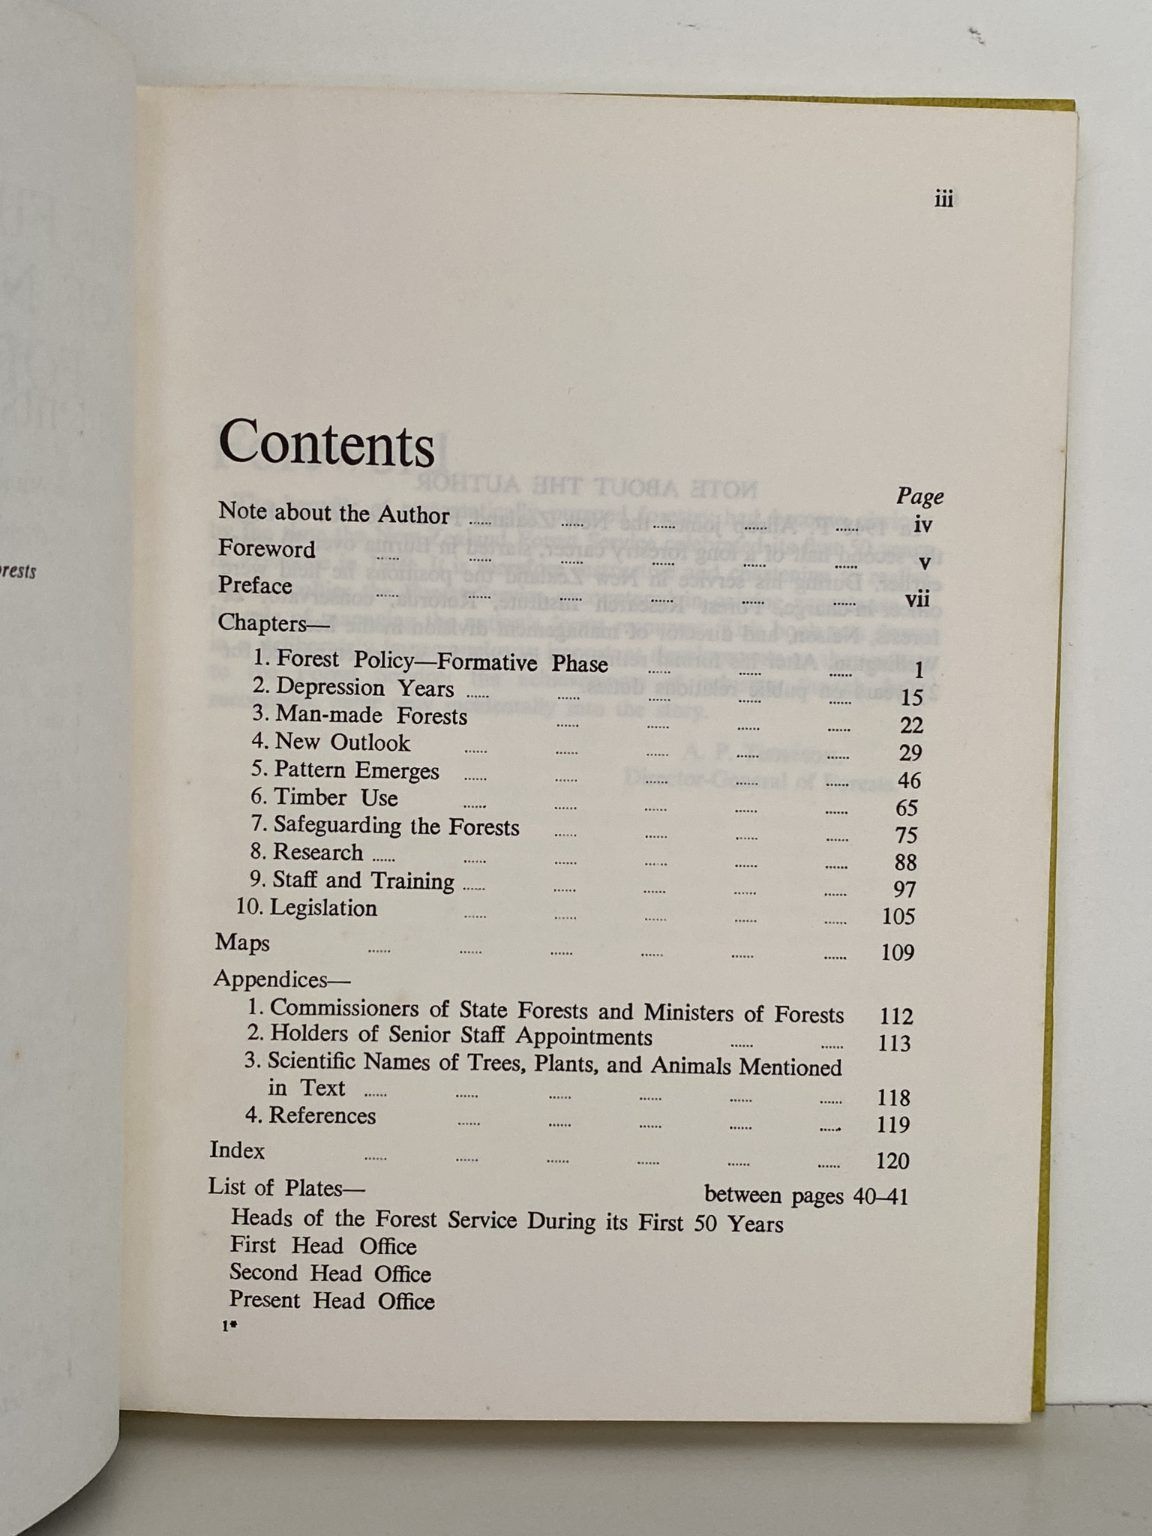 iii
Contents
Page
Note about the Author ...... ...... ...... ...... ...... iv
Foreword ...... ...... ...... ...... ...... ...... v
Preface ...... ...... ...... ...... ...... ...... vii
Chapters—
1. Forest Policy—Formative Phase ...... ...... ...... 1
2. Depression Years ...... ...... ...... ...... ...... 15
3. Man-made Forests ...... ...... ...... ...... 22
4. New Outlook ...... ...... ...... ...... ...... 29
5. Pattern Emerges ...... ...... ...... ...... ...... 46
6. Timber Use ...... ...... ...... ...... ...... 65
7. Safeguarding the Forests ...... ...... ...... ...... 75
8. Research ...... ...... ...... ...... ...... ...... 88
9. Staff and Training ...... ...... ...... ...... ...... 97
10. Legislation ...... ...... ...... ...... ...... 105
Maps ...... ...... ...... ...... ...... ...... 109
Appendices—
1. Commissioners of State Forests and Ministers of Forests 112
2. Holders of Senior Staff Appointments ...... ...... 113
3. Scientific Names of Trees, Plants, and Animals Mentioned
in Text ...... ...... ...... ...... ...... ...... 118
4. References ...... ...... ...... ...... ...... 119
Index ...... ...... ...... ...... ...... ...... 120
List of Plates— between pages 40–41
Heads of the Forest Service During its First 50 Years
First Head Office
Second Head Office
Present Head Office
1*